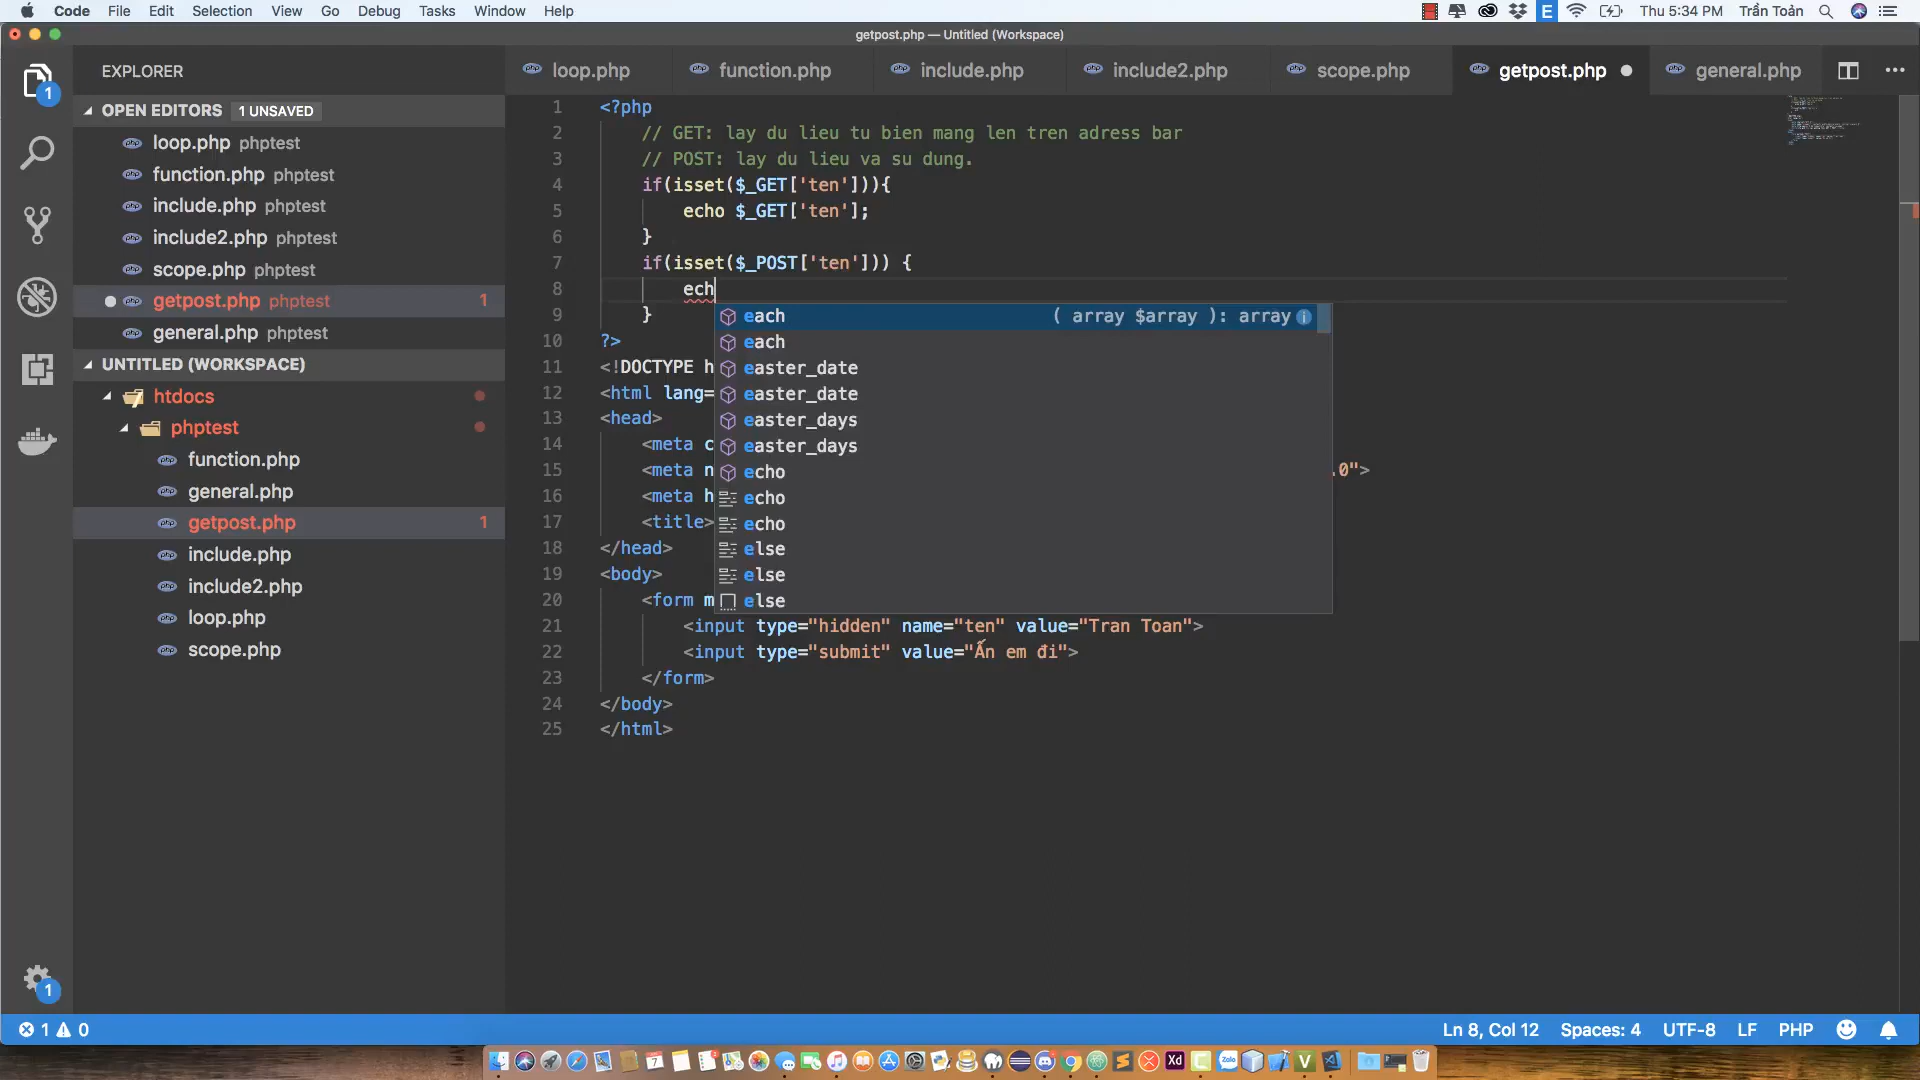 Code File Edit Selection View Go Debug Tasks Window Help
E Thu 5:34 PM Trần Toản
getpost.php — Untitled (Workspace)
EXPLORER
loop.php function.php include.php include2.php scope.php getpost.php general.php
OPEN EDITORS 1 UNSAVED
loop.php phptest
function.php phptest
include.php phptest
include2.php phptest
scope.php phptest
getpost.php phptest 1
general.php phptest
UNTITLED (WORKSPACE)
htdocs
phptest
function.php
general.php
getpost.php 1
include.php
include2.php
loop.php
scope.php
1 <?php
2 // GET: lay du lieu tu bien mang len tren adress bar
3 // POST: lay du lieu va su dung.
4 if(isset($_GET['ten'])){
5 echo $_GET['ten'];
6 }
7 if(isset($_POST['ten'])) {
8 ech
9 }
10 ?>
11 <!DOCTYPE h
12 <html lang=
13 <head>
14 <meta c
15 <meta n .0">
16 <meta h
17 <title>
18 </head>
19 <body>
20 <form m
21 <input type="hidden" name="ten" value="Tran Toan">
22 <input type="submit" value="Ấn em đi">
23 </form>
24 </body>
25 </html>
each ( array $array ): array
each
easter_date
easter_date
easter_days
easter_days
echo
echo
echo
else
else
else
1
1
1 0
Ln 8, Col 12 Spaces: 4 UTF-8 LF PHP
7
Xd
Zalo
V